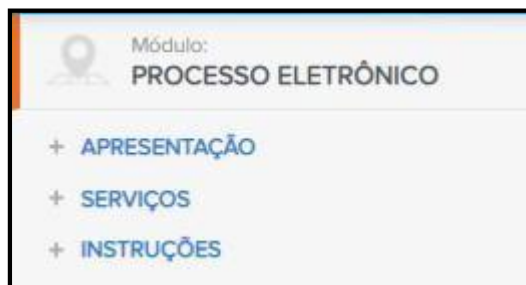 Módulo:
PROCESSO ELETRÔNICO
+ APRESENTAÇÃO
+ SERVIÇOS
+ INSTRUÇÕES